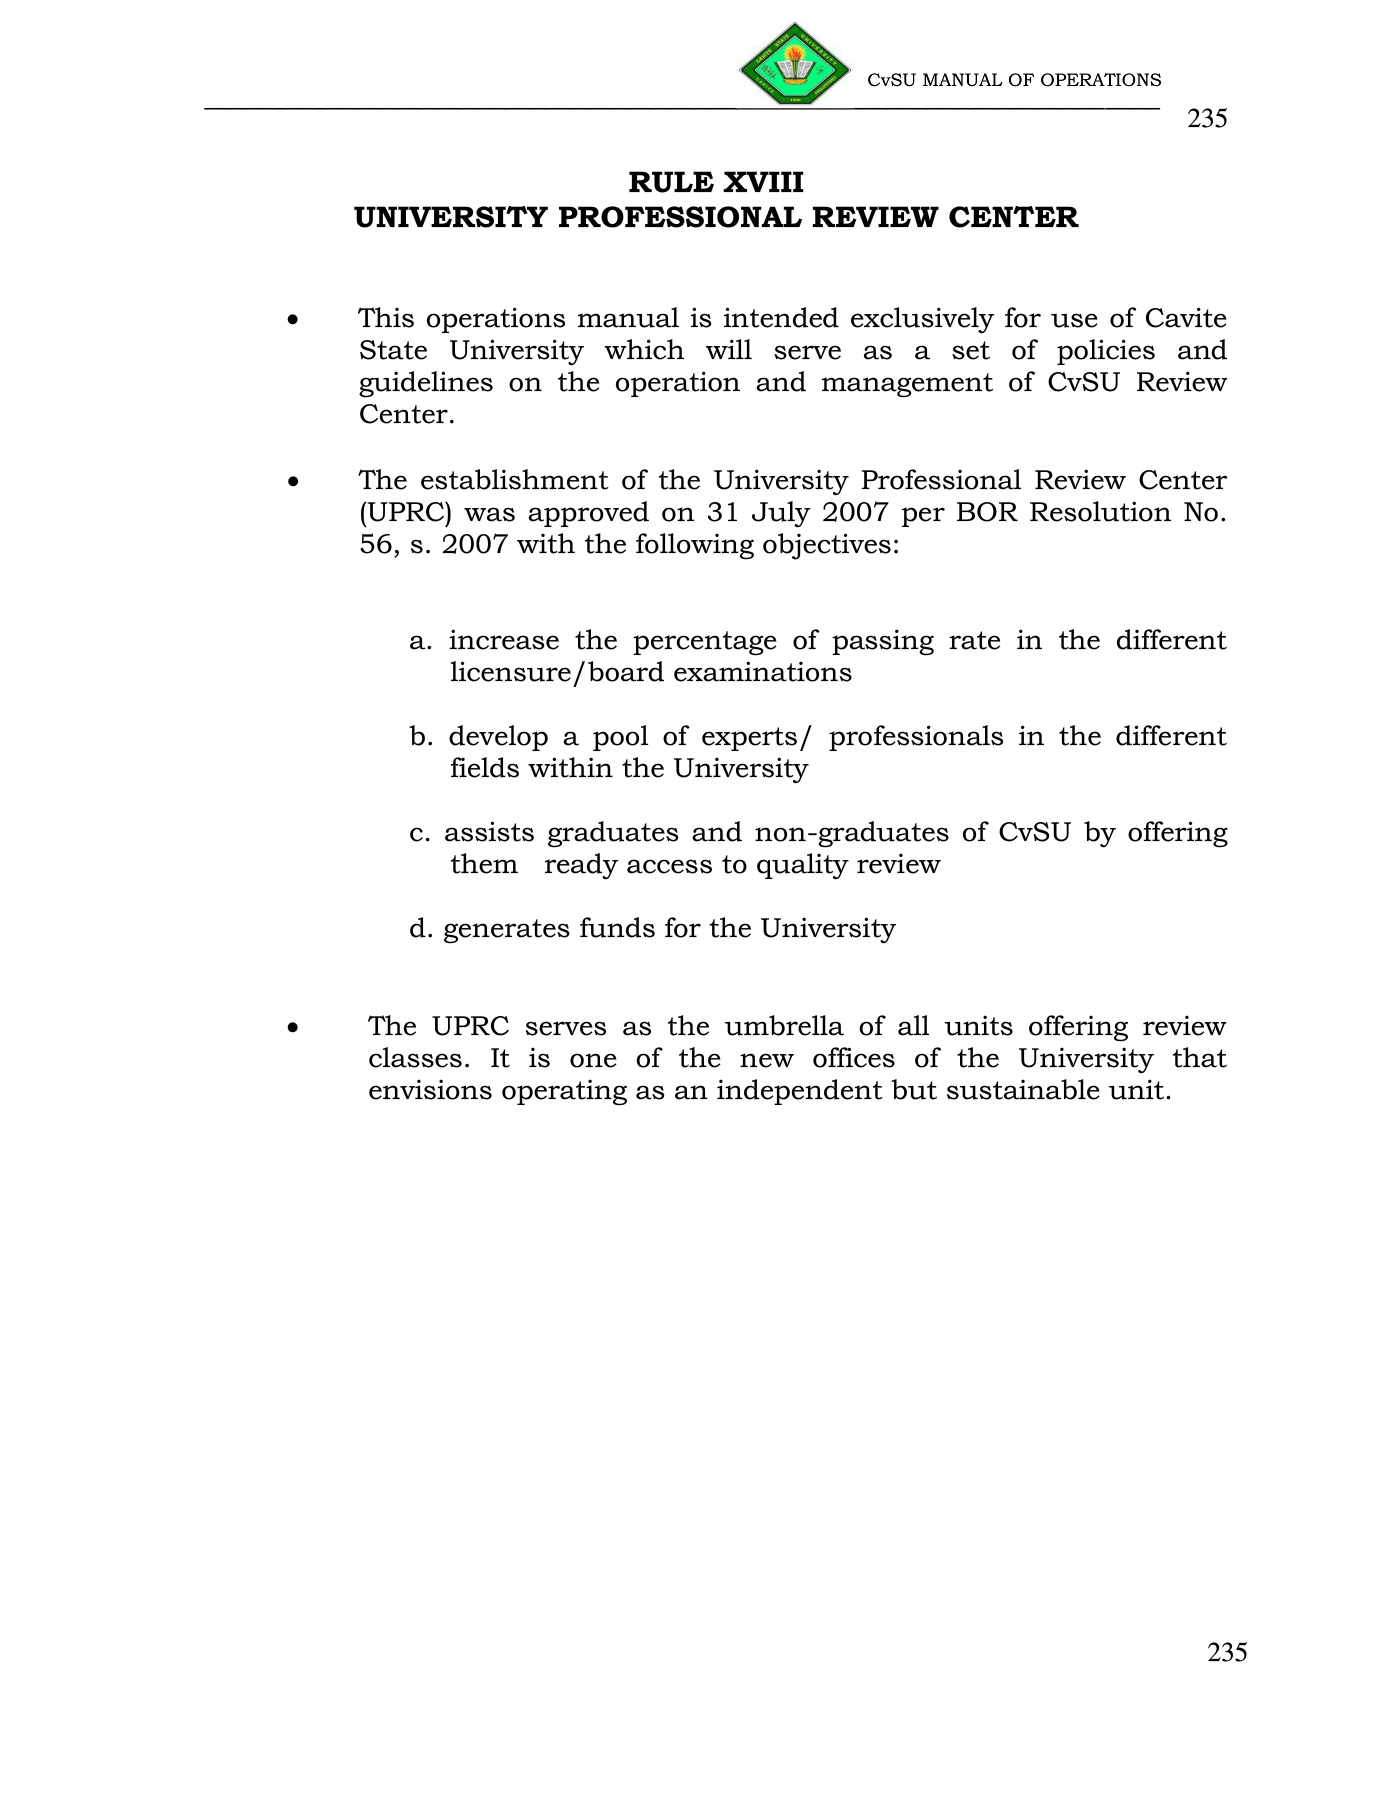 CvSU MANUAL OF OPERATIONS
235
RULE XVIII
UNIVERSITY PROFESSIONAL REVIEW CENTER
• This operations manual is intended exclusively for use of Cavite
State University which will serve as a set of policies and
guidelines on the operation and management of CvSU Review
Center.
• The establishment of the University Professional Review Center
(UPRC) was approved on 31 July 2007 per BOR Resolution No.
56, s. 2007 with the following objectives:
a. increase the percentage of passing rate in the different
licensure/board examinations
b. develop a pool of experts/ professionals in the different
fields within the University
c. assists graduates and non-graduates of CvSU by offering
them ready access to quality review
d. generates funds for the University
• The UPRC serves as the umbrella of all units offering review
classes. It is one of the new offices of the University that
envisions operating as an independent but sustainable unit.
235